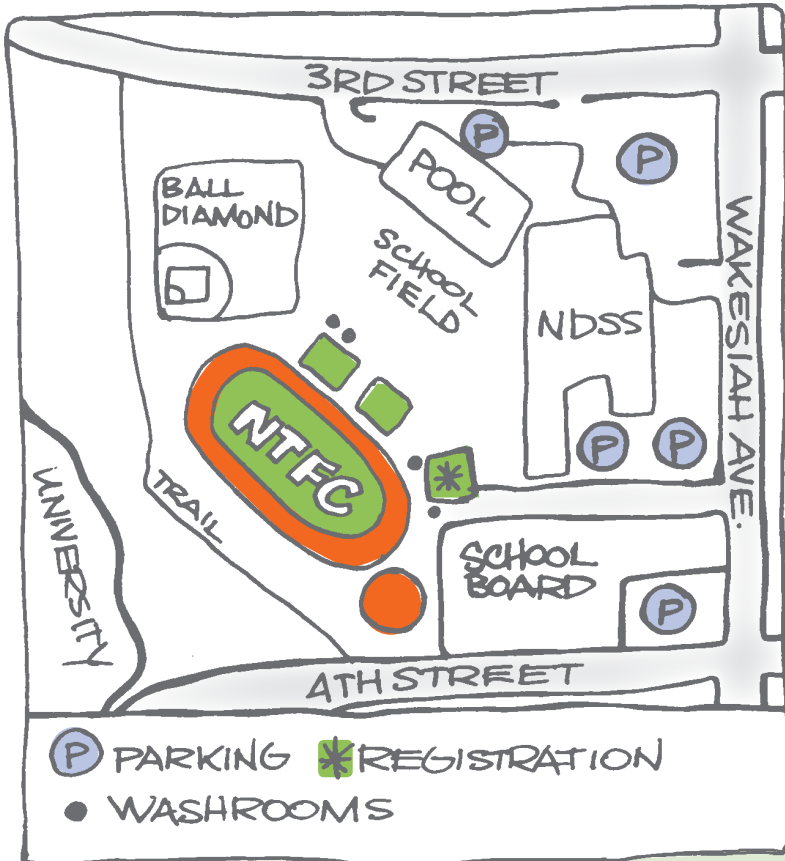 3RD STREET
P
P
POOL
BALL
DIAMOND
SCHOOL
FIELD
NDSS
WAKESIAH AVE.
NTFC
P
P
*
TRAIL
UNIVERSITY
SCHOOL
BOARD
P
4TH STREET
P PARKING * REGISTRATION
• WASHROOMS